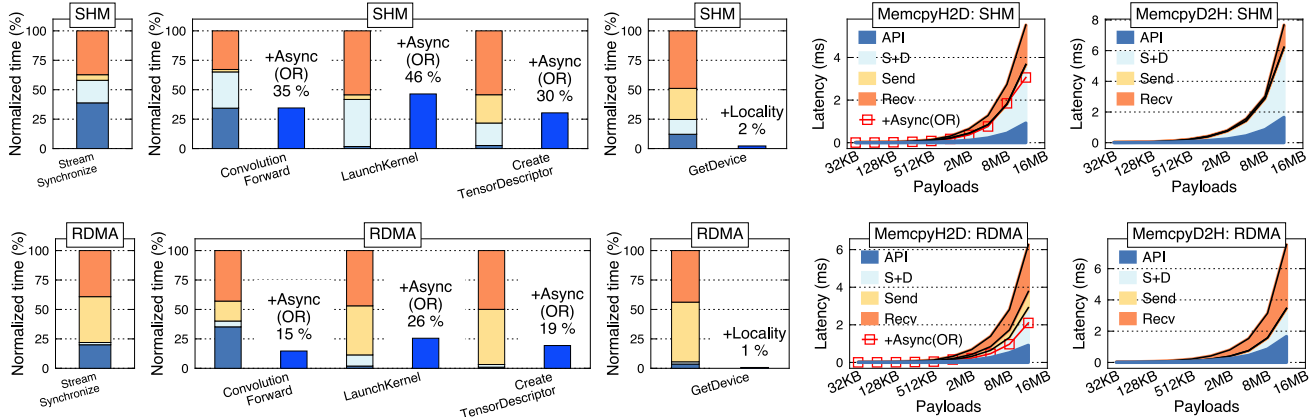 SHM
Normalized time (%)
100
75
50
25
0
Stream
Synchronize
SHM
Normalized time (%)
100
75
50
25
0
+Async
(OR)
35 %
+Async
(OR)
46 %
+Async
(OR)
30 %
Convolution
Forward
LaunchKernel
Create
TensorDescriptor
SHM
Normalized time (%)
100
75
50
25
0
+Locality
2 %
GetDevice
MemcpyH2D: SHM
Latency (ms)
4
2
0
API
S+D
Send
Recv
+Async(OR)
32KB
128KB
512KB
2MB
8MB
16MB
Payloads
MemcpyD2H: SHM
Latency (ms)
8
6
4
2
0
API
S+D
Send
Recv
32KB
128KB
512KB
2MB
8MB
16MB
Payloads
RDMA
Normalized time (%)
100
75
50
25
0
Stream
Synchronize
RDMA
Normalized time (%)
100
75
50
25
0
+Async
(OR)
15 %
+Async
(OR)
26 %
+Async
(OR)
19 %
Convolution
Forward
LaunchKernel
Create
TensorDescriptor
RDMA
Normalized time (%)
100
75
50
25
0
+Locality
1 %
GetDevice
MemcpyH2D: RDMA
Latency (ms)
6
4
2
0
API
S+D
Send
Recv
+Async(OR)
32KB
128KB
512KB
2MB
8MB
16MB
Payloads
MemcpyD2H: RDMA
Latency (ms)
6
4
2
0
API
S+D
Send
Recv
32KB
128KB
512KB
2MB
8MB
16MB
Payloads